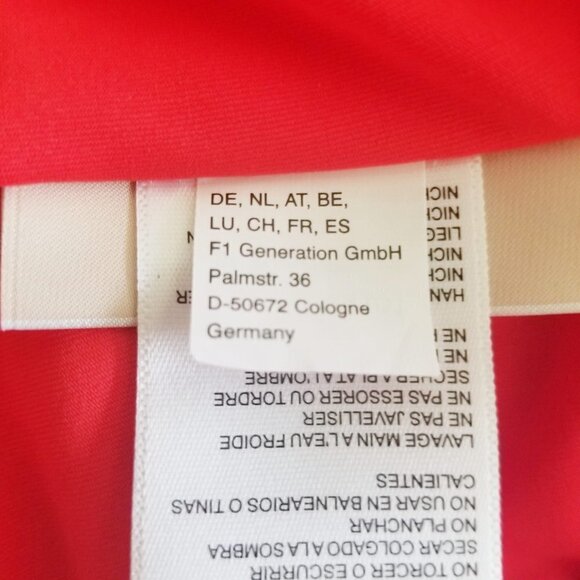 DE, NL, AT, BE,
LU, CH, FR, ES
F1 Generation GmbH
Palmstr. 36
D-50672 Cologne
Germany
NO TORCER O ESCURRIR
SECAR COLGADO A LA SOMBRA
NO PLANCHAR
NO USAR EN BALNEARIOS O TINAS
CALIENTES
LAVAGE MAIN A L'EAU FROIDE
NE PAS JAVELLISER
NE PAS ESSORER OU TORDRE
SECHER A PLAT A L'OMBRE
NE
NE